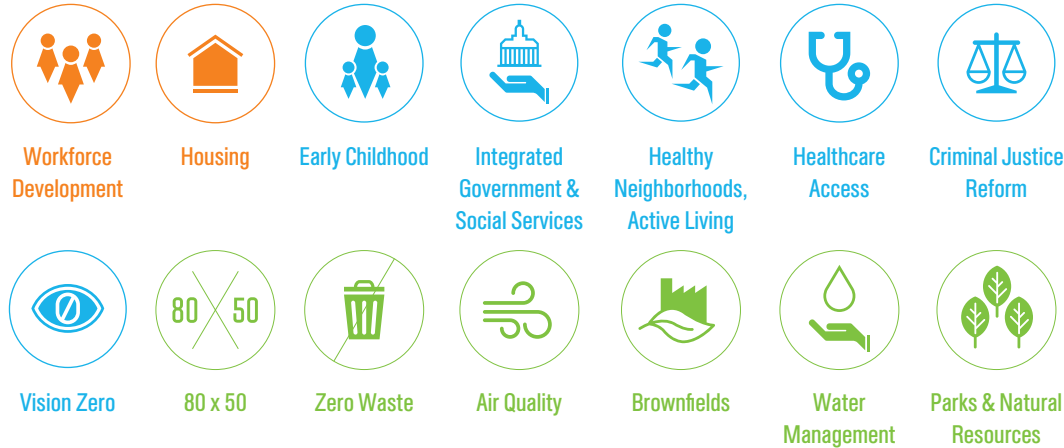 Workforce
Development
Housing
Early Childhood
Integrated
Government &
Social Services
Healthy
Neighborhoods,
Active Living
Healthcare
Access
Criminal Justice
Reform
0
Vision Zero
80 50
80 x 50
Zero Waste
Air Quality
Brownfields
Water
Management
Parks & Natural
Resources